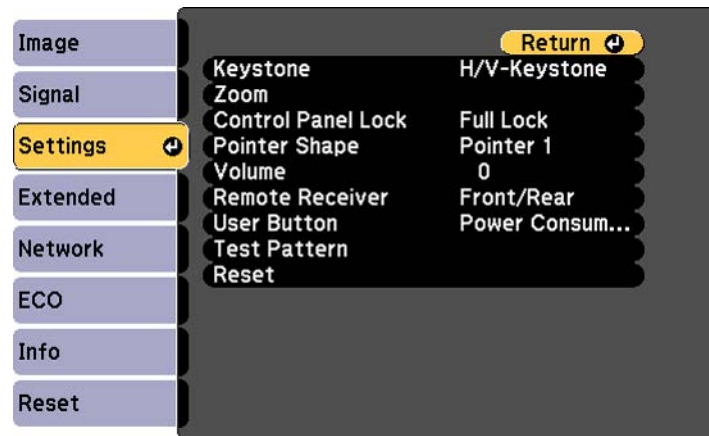 Image
Signal
Settings
Extended
Network
ECO
Info
Reset
Return
Keystone H/V-Keystone
Zoom
Control Panel Lock Full Lock
Pointer Shape Pointer 1
Volume 0
Remote Receiver Front/Rear
User Button Power Consum...
Test Pattern
Reset